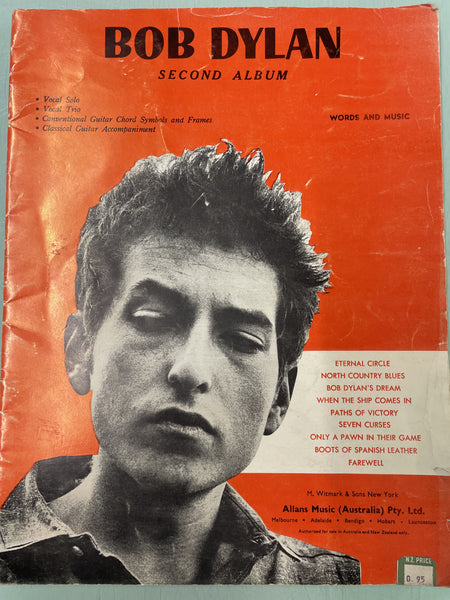 BOB DYLAN
SECOND ALBUM
• Vocal Solo
• Vocal Trio
• Conventional Guitar Chord Symbols and Frames
• Classical Guitar Accompaniment
WORDS AND MUSIC
ETERNAL CIRCLE
NORTH COUNTRY BLUES
BOB DYLAN'S DREAM
WHEN THE SHIP COMES IN
PATHS OF VICTORY
SEVEN CURSES
ONLY A PAWN IN THEIR GAME
BOOTS OF SPANISH LEATHER
FAREWELL
M. Witmark & Sons New York
Allans Music (Australia) Pty. Ltd.
Melbourne • Adelaide • Bendigo • Hobart • Launceston
Authorised for sale in Australia and New Zealand only.
N.Z. PRICE
0.95